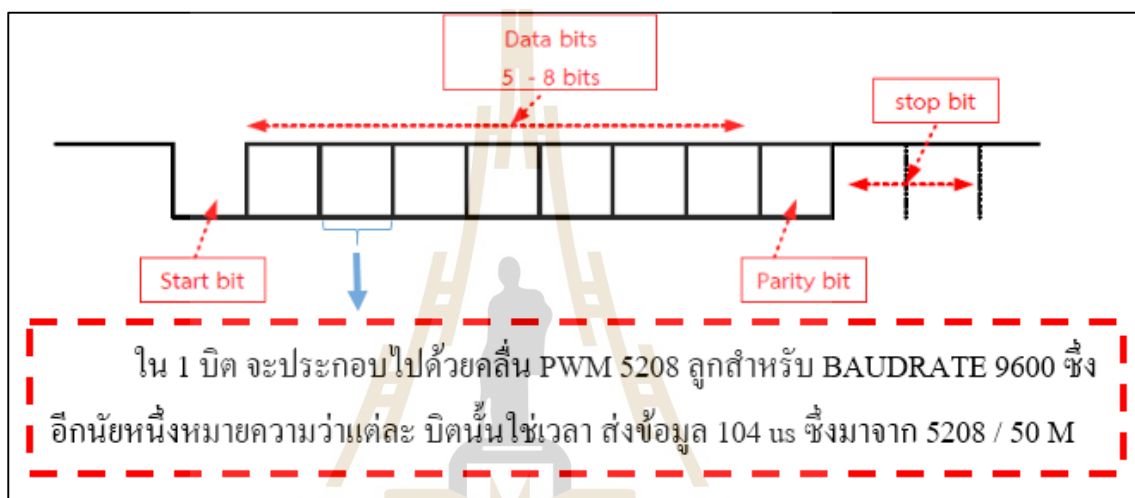 Data bits
5 - 8 bits
stop bit
Start bit
Parity bit
ใน 1 บิต จะประกอบไปด้วยคลื่น PWM 5208 ลูกสำหรับ BAUDRATE 9600 ซึ่ง
อีกนัยหนึ่งหมายความว่าแต่ละ บิตนั้นใช่เวลา ส่งข้อมูล 104 us ซึ่งมาจาก 5208 / 50 M